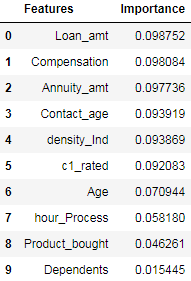 Features Importance
0 Loan_amt 0.098752
1 Compensation 0.098084
2 Annuity_amt 0.097736
3 Contact_age 0.093919
4 density_Ind 0.093869
5 c1_rated 0.092083
6 Age 0.070944
7 hour_Process 0.058180
8 Product_bought 0.046261
9 Dependents 0.015445